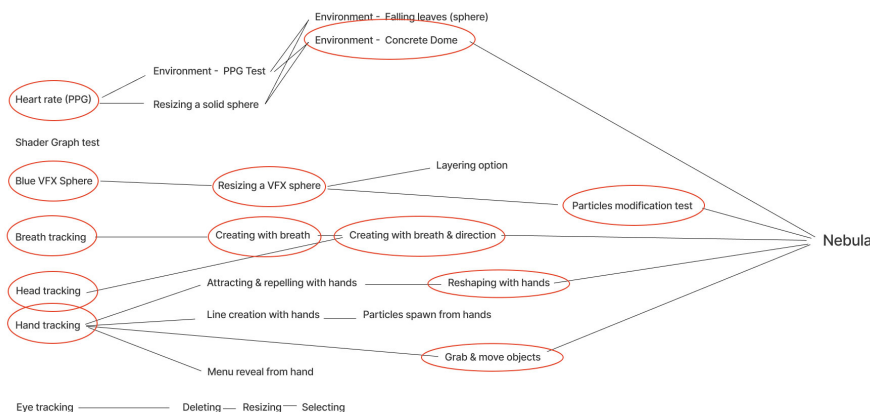 Environment - Falling leaves (sphere)
Environment - Concrete Dome
Environment - PPG Test
Heart rate (PPG)
Resizing a solid sphere
Shader Graph test
Layering option
Blue VFX Sphere
Resizing a VFX sphere
Particles modification test
Breath tracking
Creating with breath
Creating with breath & direction
Nebula
Head tracking
Attracting & repelling with hands
Reshaping with hands
Hand tracking
Line creation with hands
Particles spawn from hands
Grab & move objects
Menu reveal from hand
Eye tracking
Deleting
Resizing
Selecting